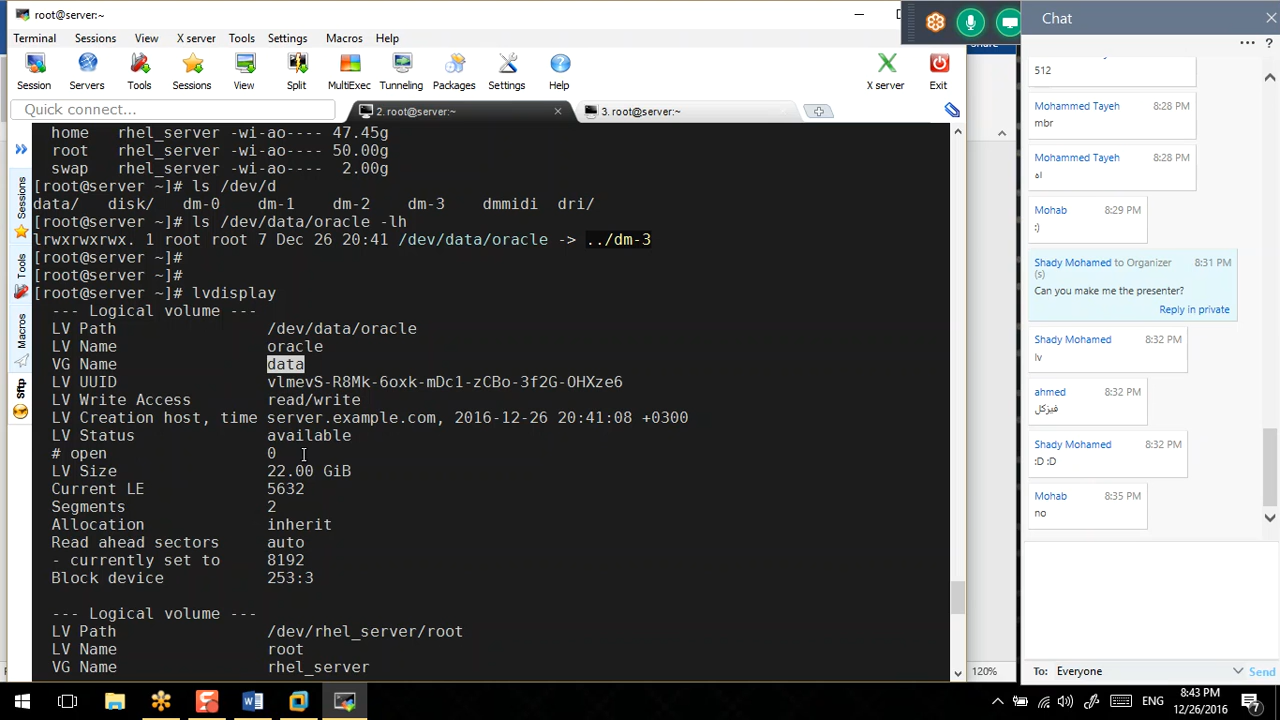 root@server:~
Terminal Sessions View X server Tools Settings Macros Help
Session Servers Tools Sessions View Split MultiExec Tunneling Packages Settings Help X server Exit
Quick connect...
2. root@server:~
3. root@server:~
Sessions
Tools
Macros
Sftp
home rhel_server -wi-ao---- 47.45g
root rhel_server -wi-ao---- 50.00g
swap rhel_server -wi-ao---- 2.00g
[root@server ~]# ls /dev/d
data/ disk/ dm-0 dm-1 dm-2 dm-3 dmmidi dri/
[root@server ~]# ls /dev/data/oracle -lh
lrwxrwxrwx. 1 root root 7 Dec 26 20:41 /dev/data/oracle -> ../dm-3
[root@server ~]#
[root@server ~]#
[root@server ~]# lvdisplay
--- Logical volume ---
LV Path /dev/data/oracle
LV Name oracle
VG Name data
LV UUID vlmevS-R8Mk-6oxk-mDc1-zCBo-3f2G-OHXze6
LV Write Access read/write
LV Creation host, time server.example.com, 2016-12-26 20:41:08 +0300
LV Status available
# open 0
LV Size 22.00 GiB
Current LE 5632
Segments 2
Allocation inherit
Read ahead sectors auto
- currently set to 8192
Block device 253:3
--- Logical volume ---
LV Path /dev/rhel_server/root
LV Name root
VG Name rhel_server
120%
Chat
512
Mohammed Tayeh 8:28 PM
mbr
Mohammed Tayeh 8:28 PM
اه
Mohab 8:29 PM
:)
Shady Mohamed to Organizer 8:31 PM
(s)
Can you make me the presenter?
Reply in private
Shady Mohamed 8:32 PM
lv
ahmed 8:32 PM
فيزكل
Shady Mohamed 8:32 PM
:D :D
Mohab 8:35 PM
no
To: Everyone Send
ENG
8:43 PM
12/26/2016
7